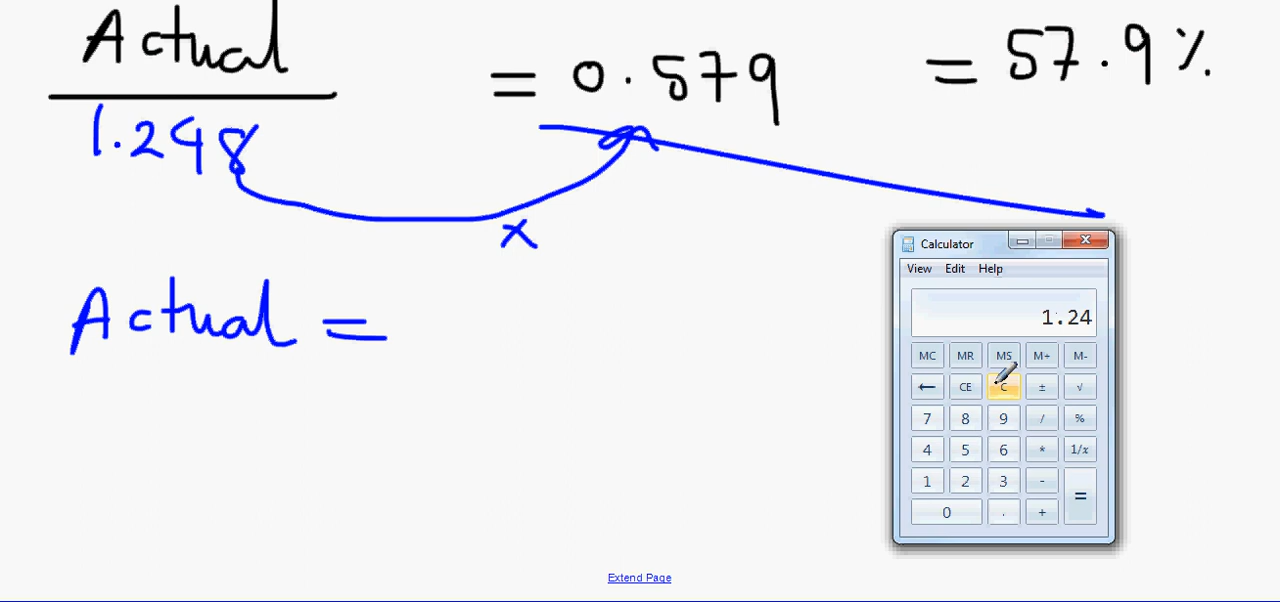 Actual = 0.579 = 57.9%
1.248
x
Actual =
Calculator
View Edit Help
1.24
MC MR MS M+ M-
← CE C ± √
7 8 9 / %
4 5 6 * 1/x
1 2 3 - =
0 . +
Extend Page